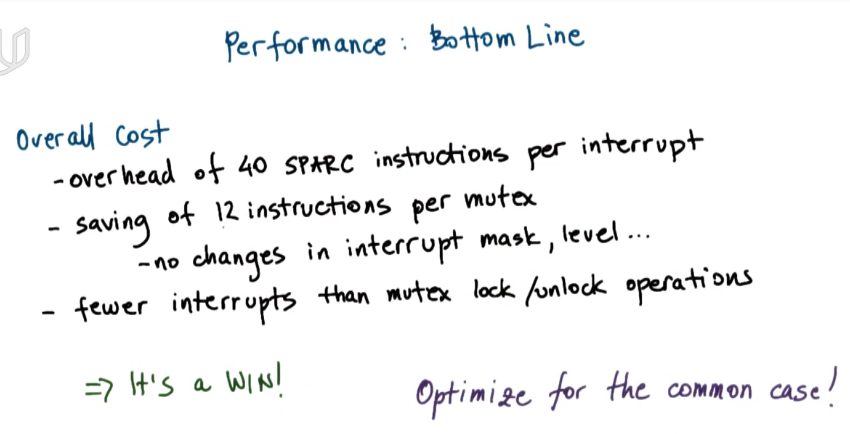 Performance: Bottom Line
Overall Cost
- overhead of 40 SPARC instructions per interrupt
- saving of 12 instructions per mutex
- no changes in interrupt mask, level...
- fewer interrupts than mutex lock/unlock operations
=> It's a WIN!
Optimize for the common case!